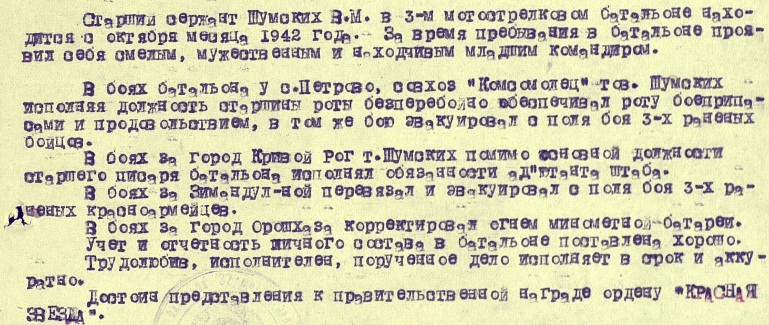 Старший сержант Шумских В.М. в 3-м мотострелковом батальоне нахо-
дится с октября месяца 1942 года.- За время пребывания в батальоне проя-
вил себя смелым, мужественным и находчивым младшим командиром.
В боях батальона у с.Петрово, совхоз "Комсомолец" тов. Шумских
исполняя должность старшины роты безперебойно обеспечивал роту боеприпа-
сами и продовольствием, в том же бою эвакуировал с поля боя 3-х раненых
бойцов.
В боях за город Кривой Рог т.Шумских помимо основной должности
старшего писаря батальона исполнял обязанности ад"ютанта штаба.
В боях за Зимандул-ной перевязал и эвакуировал с поля боя 3-х ра-
неных красноармейцев.
В боях за город Орошхаза корректировал огнем минометной батареи.
Учет и отчетность личного состава в батальоне поставлена хорошо.
Трудолюбив, исполнителен, порученное дело исполняет в срок и акку-
ратно.
Достоин представления к правительственной награде ордену "КРАСНАЯ
ЗВЕЗДА".